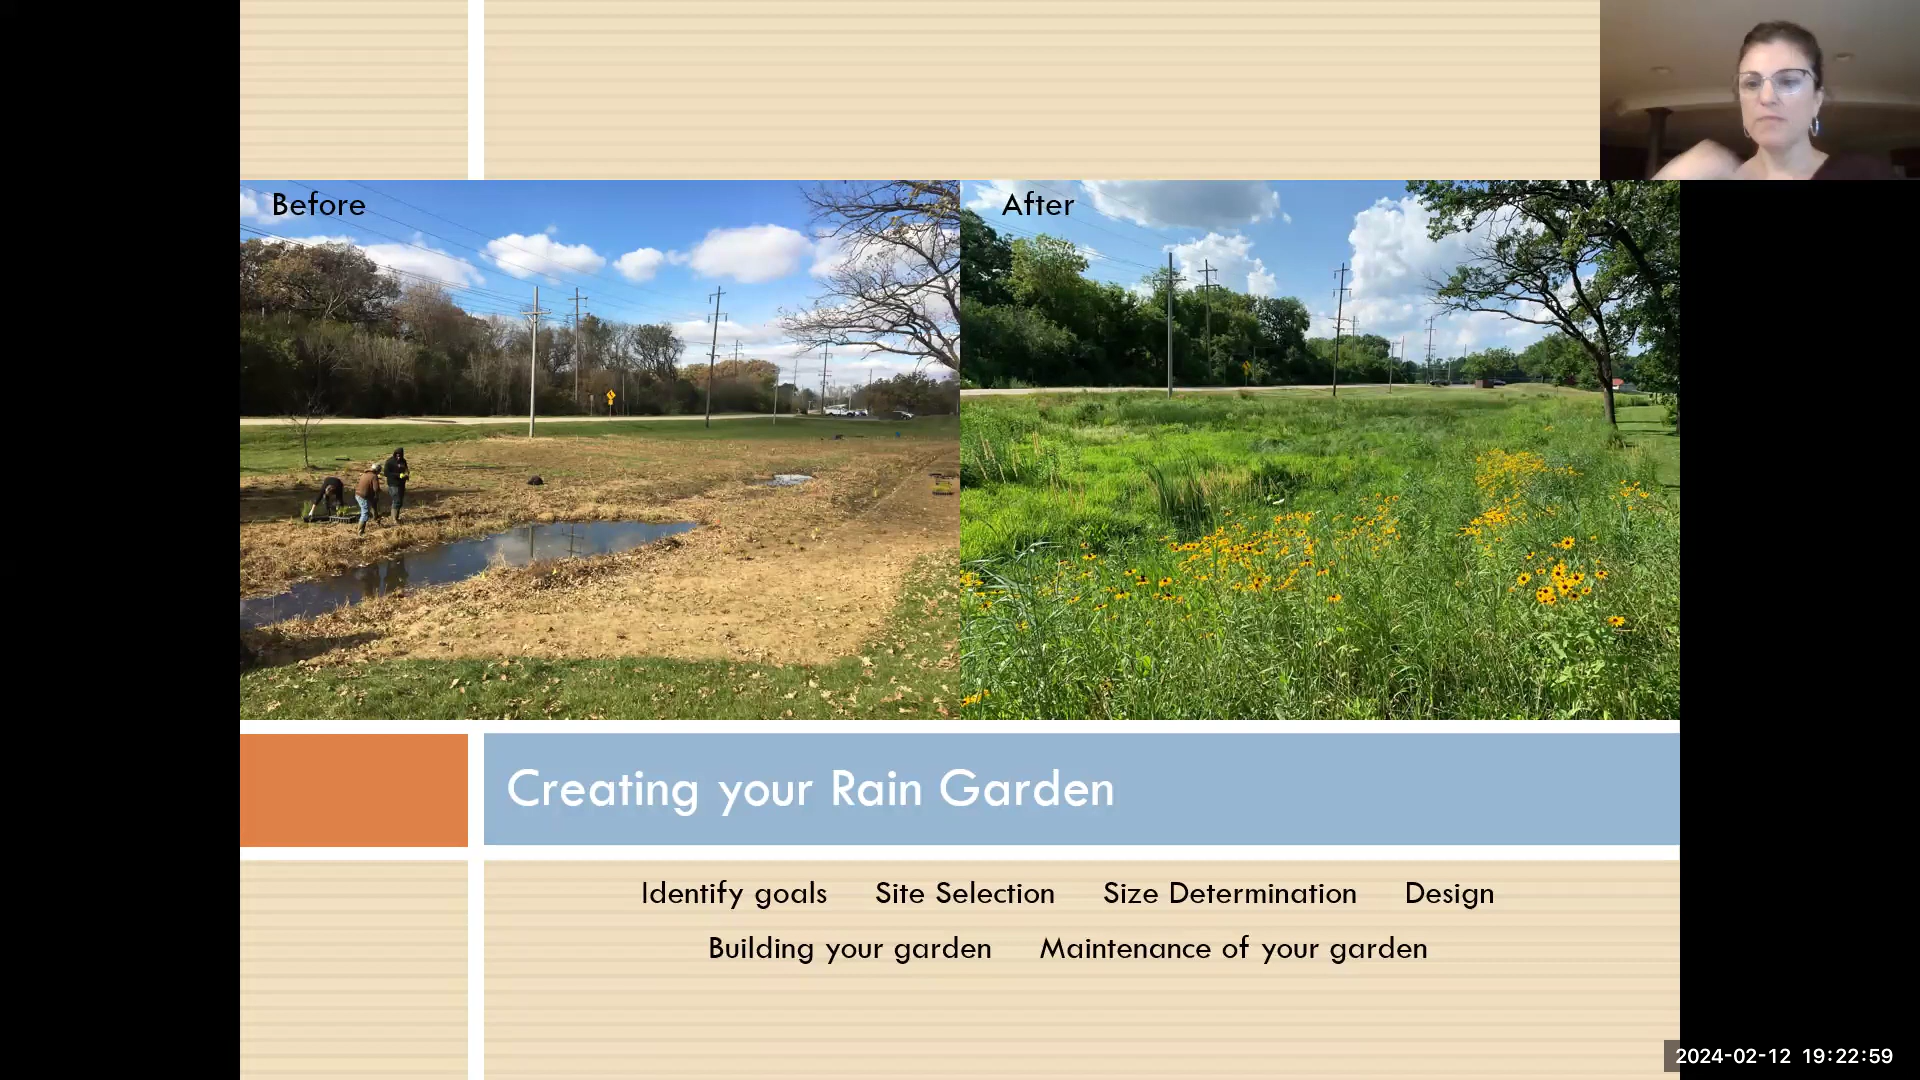 Before
After
Creating your Rain Garden
Identify goals Site Selection Size Determination Design
Building your garden Maintenance of your garden
2024-02-12 19:22:59